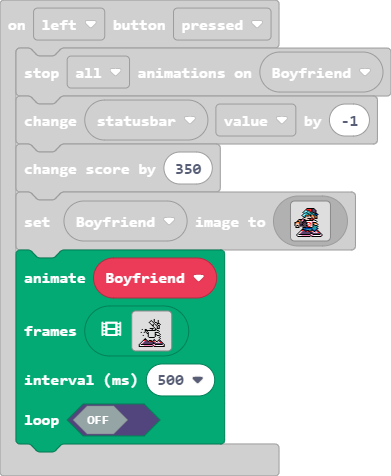 on left button pressed
stop all animations on Boyfriend
change statusbar value by -1
change score by 350
set Boyfriend image to
animate Boyfriend
frames
interval (ms) 500
loop OFF